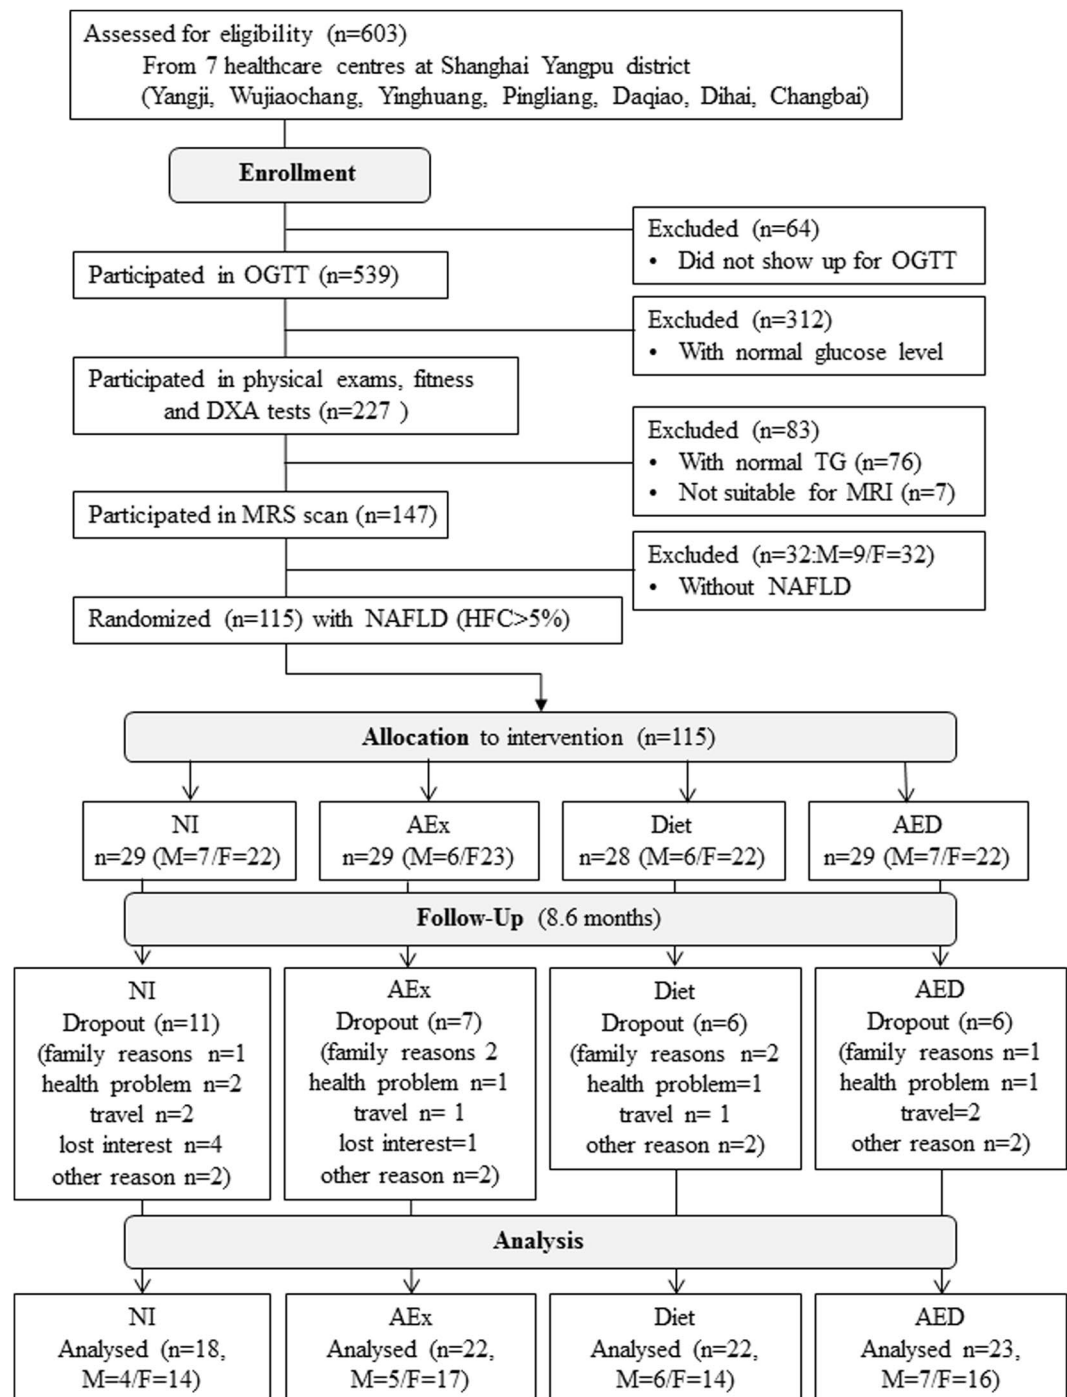 Assessed for eligibility (n=603)
From 7 healthcare centres at Shanghai Yangpu district
(Yangji, Wujiaochang, Yinghuang, Pingliang, Daqiao, Dihai, Changbai)
Enrollment
Excluded (n=64)
• Did not show up for OGTT
Participated in OGTT (n=539)
Excluded (n=312)
• With normal glucose level
Participated in physical exams, fitness
and DXA tests (n=227 )
Excluded (n=83)
• With normal TG (n=76)
• Not suitable for MRI (n=7)
Participated in MRS scan (n=147)
Excluded (n=32:M=9/F=32)
• Without NAFLD
Randomized (n=115) with NAFLD (HFC>5%)
Allocation to intervention (n=115)
NI
n=29 (M=7/F=22)
AEx
n=29 (M=6/F23)
Diet
n=28 (M=6/F=22)
AED
n=29 (M=7/F=22)
Follow-Up (8.6 months)
NI
Dropout (n=11)
(family reasons n=1
health problem n=2
travel n=2
lost interest n=4
other reason n=2)
AEx
Dropout (n=7)
(family reasons 2
health problem n=1
travel n= 1
lost interest=1
other reason n=2)
Diet
Dropout (n=6)
(family reasons n=2
health problem=1
travel n= 1
other reason n=2)
AED
Dropout (n=6)
(family reasons n=1
health problem n=1
travel=2
other reason n=2)
Analysis
NI
Analysed (n=18,
M=4/F=14)
AEx
Analysed (n=22,
M=5/F=17)
Diet
Analysed (n=22,
M=6/F=14)
AED
Analysed (n=23,
M=7/F=16)